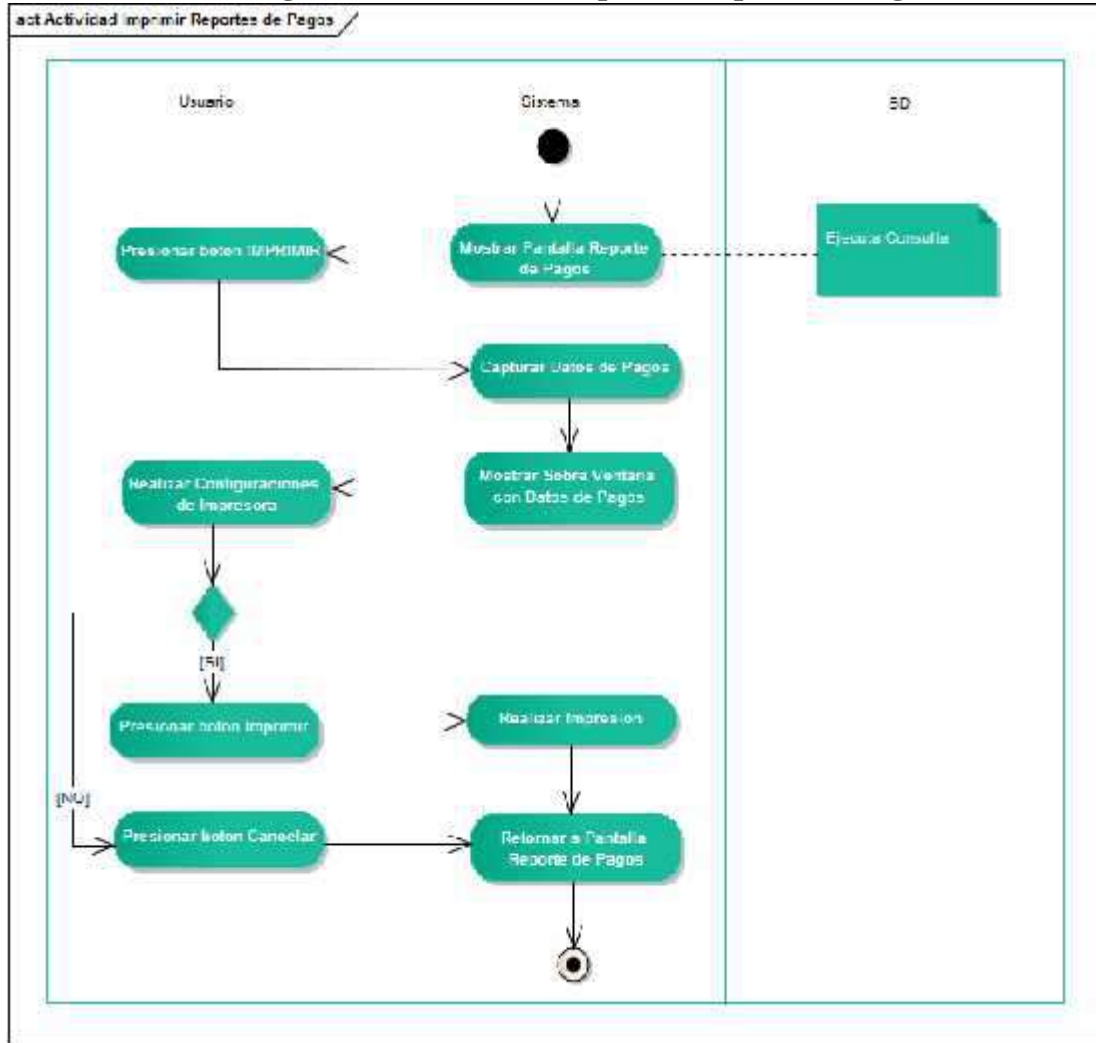 act Actividad Imprimir Reportes de Pagos
Usuario
Sistema
BD
Presionar boton IMPRIMIR
Mostrar Pantalla Reporte
de Pagos
Ejecuta Consulta
Capturar Datos de Pagos
Realizar Configuraciones
de Impresora
Mostrar Sobra Ventana
con Datos de Pagos
[SI]
Presionar boton Imprimir
Realizar Impresion
[NO]
Presionar boton Cancelar
Retornar a Pantalla
Reporte de Pagos